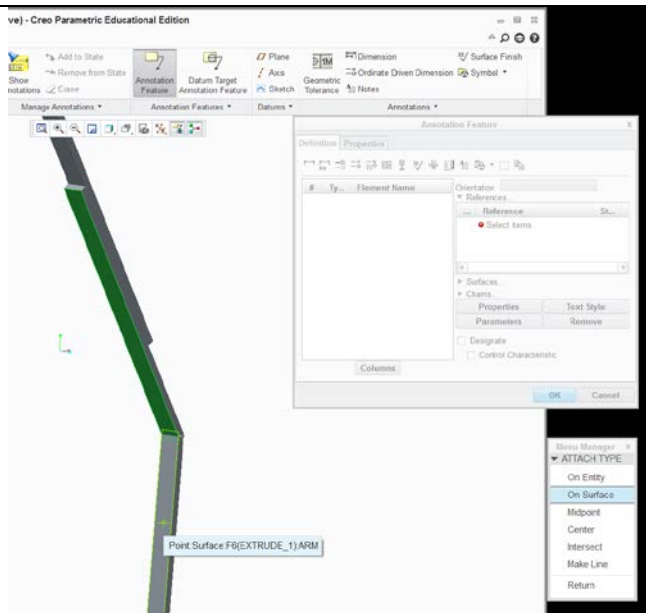 ve) - Creo Parametric Educational Edition
Add to State
Remove from State
Erase
Show
notations
Annotation
Feature
Datum Target
Annotation Feature
Plane
Axis
Sketch
Geometric
Tolerance
Dimension
Ordinate Driven Dimension
Notes
Surface Finish
Symbol
Manage Annotations
Annotation Features
Datums
Annotations
Annotation Feature
X
Definition
Properties
# Ty... Element Name
Orientation
References
... Reference St...
Select items
Surfaces
Chains
Properties Text Style
Parameters Remove
Designate
Control Characteristic
Columns
OK Cancel
Menu Manager X
ATTACH TYPE
On Entity
On Surface
Midpoint
Center
Intersect
Make Line
Return
Point:Surface:F6(EXTRUDE_1):ARM